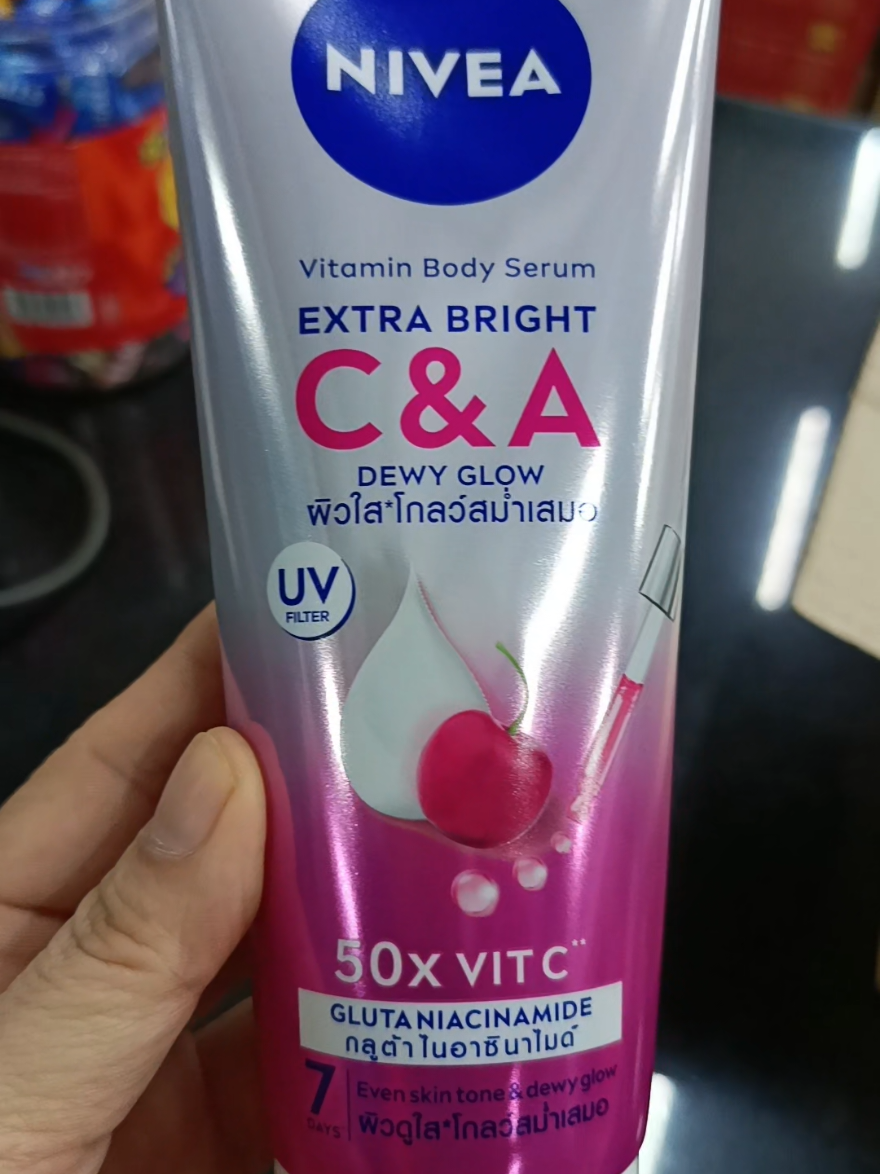 NIVEA
Vitamin Body Serum
EXTRA BRIGHT
C&A
DEWY GLOW
ผิวใส*โกลว์สม่ำเสมอ
UV
FILTER
50X VIT C**
GLUTA NIACINAMIDE
กลูต้า ไนอาซินาไมด์
7
DAYS
Even skin tone & dewy glow
ผิวดูใส*โกลว์สม่ำเสมอ